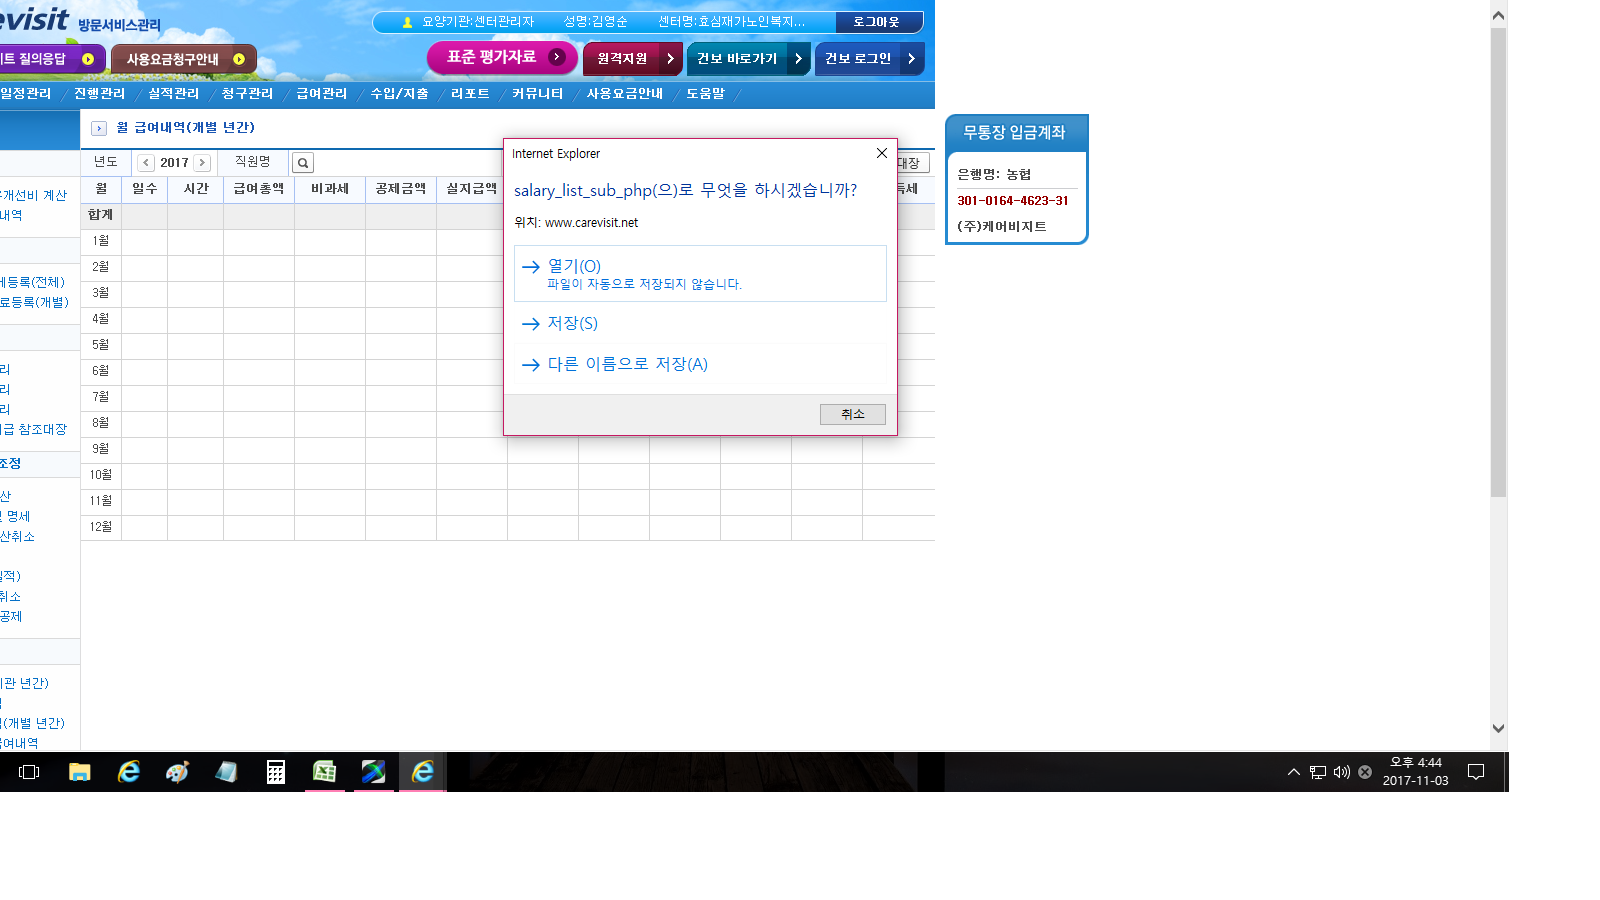 evisit 방문서비스관리
요양기관:센터관리자 성명:김영순 센터명:효심재가노인복지... 로그아웃
트 질의응답 사용요금청구안내 표준 평가자료 원격지원 건보 바로가기 건보 로그인
일정관리 진행관리 실적관리 청구관리 급여관리 수입/지출 리포트 커뮤니티 사용요금안내 도움말
월 급여내역(개별 년간)
년도 2017 직원명 대장
월 일수 시간 급여총액 비과세 공제금액 실지급액 득세
합계
1월
2월
3월
4월
5월
6월
7월
8월
9월
10월
11월
12월
개선비 계산
내역
등록(전체)
료등록(개별)
리
리
리
급 참조대장
조정
산
명세
산취소
적)
취소
공제
관 년간)
(개별 년간)
여내역
Internet Explorer
salary_list_sub_php(으)로 무엇을 하시겠습니까?
위치: www.carevisit.net
열기(O)
파일이 자동으로 저장되지 않습니다.
저장(S)
다른 이름으로 저장(A)
취소
무통장 입금계좌
은행명: 농협
301-0164-4623-31
(주)케어비지트
오후 4:44
2017-11-03